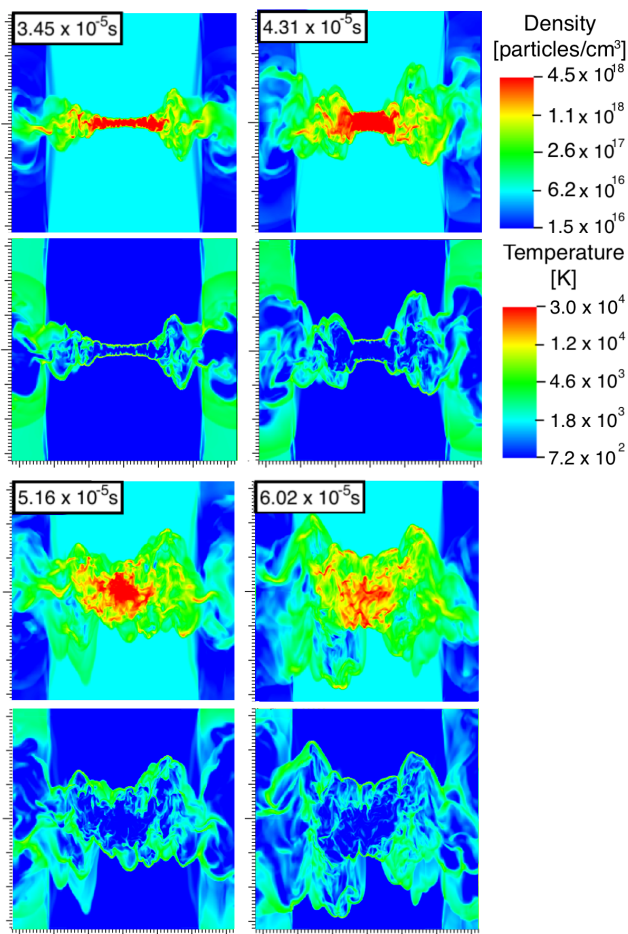 3.45 x 10⁻⁵s
4.31 x 10⁻⁵s
Density
[particles/cm³]
4.5 x 10¹⁸
1.1 x 10¹⁸
2.6 x 10¹⁷
6.2 x 10¹⁶
1.5 x 10¹⁶
Temperature
[K]
3.0 x 10⁴
1.2 x 10⁴
4.6 x 10³
1.8 x 10³
7.2 x 10²
5.16 x 10⁻⁵s
6.02 x 10⁻⁵s